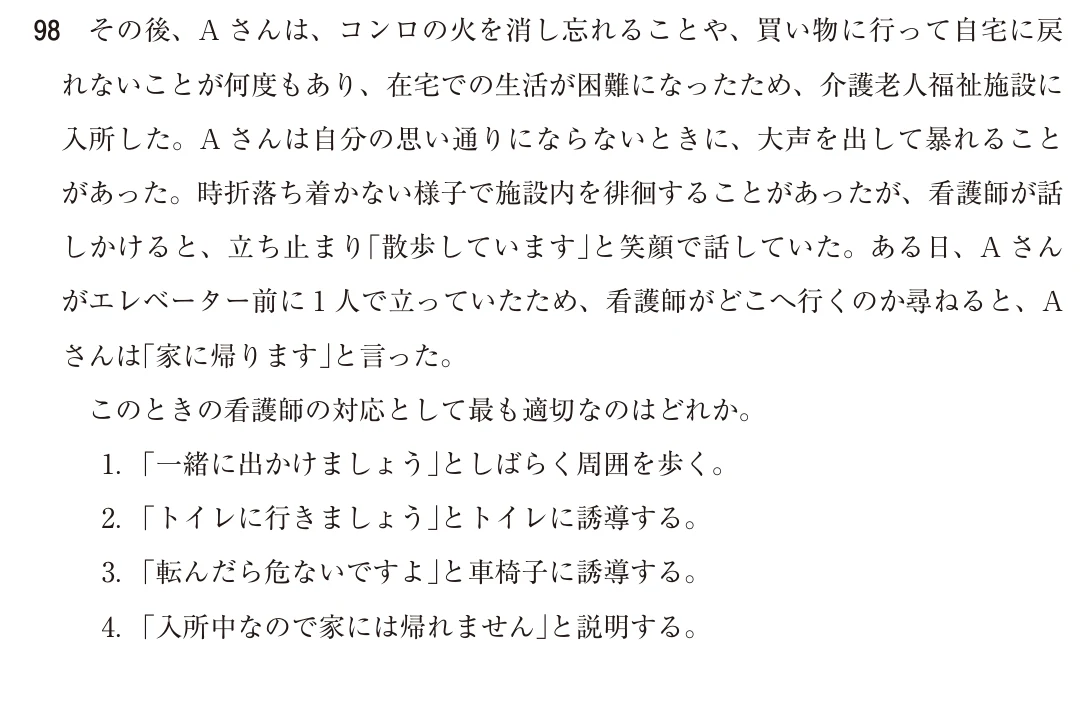 98　その後、A さんは、コンロの火を消し忘れることや、買い物に行って自宅に戻
れないことが何度もあり、在宅での生活が困難になったため、介護老人福祉施設に
入所した。A さんは自分の思い通りにならないときに、大声を出して暴れること
があった。時折落ち着かない様子で施設内を徘徊することがあったが、看護師が話
しかけると、立ち止まり「散歩しています」と笑顔で話していた。ある日、A さん
がエレベーター前に 1 人で立っていたため、看護師がどこへ行くのか尋ねると、A
さんは「家に帰ります」と言った。
このときの看護師の対応として最も適切なのはどれか。
1. 「一緒に出かけましょう」としばらく周囲を歩く。
2. 「トイレに行きましょう」とトイレに誘導する。
3. 「転んだら危ないですよ」と車椅子に誘導する。
4. 「入所中なので家には帰れません」と説明する。